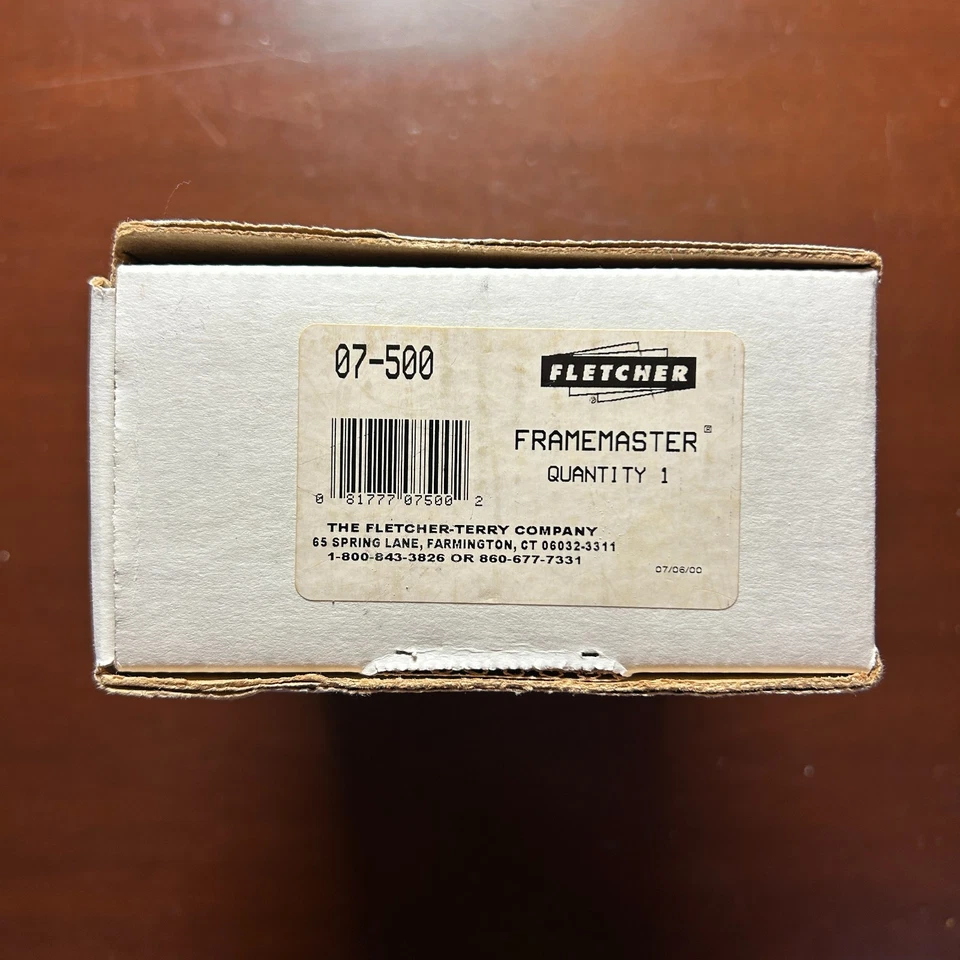 07-500
FLETCHER
®
FRAMEMASTER®
QUANTITY 1
0 81777 07500 2
THE FLETCHER-TERRY COMPANY
65 SPRING LANE, FARMINGTON, CT 06032-3311
1-800-843-3826 OR 860-677-7331
07/06/00